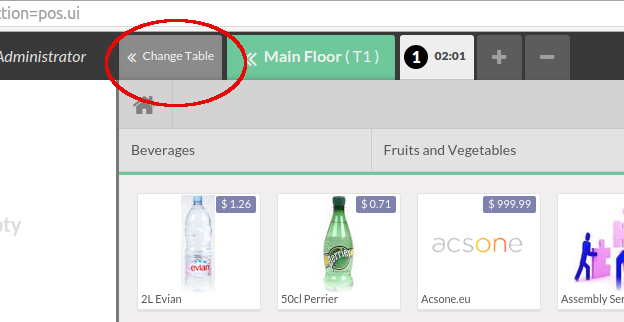 ction=pos.ui
Administrator
« Change Table
« Main Floor ( T1 )
1 02:01
+
−
Beverages
Fruits and Vegetables
pty
$ 1.26
evian
2L Evian
$ 0.71
Perrier
50cl Perrier
$ 999.99
acsone
Acsone.eu
Assembly Ser